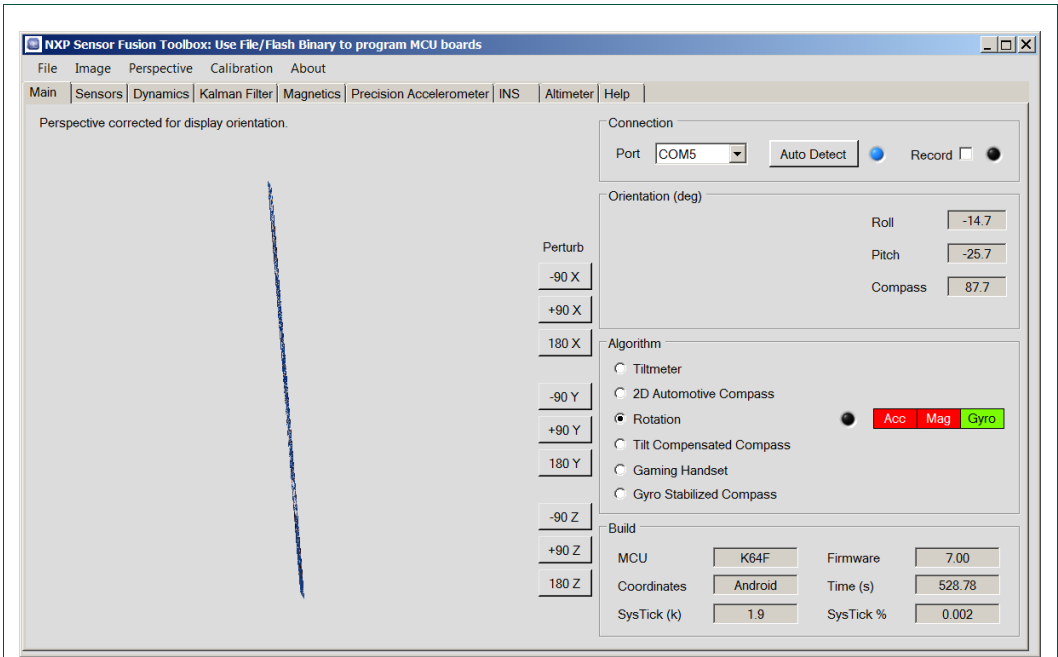 NXP Sensor Fusion Toolbox: Use File/Flash Binary to program MCU boards
File Image Perspective Calibration About
Main Sensors Dynamics Kalman Filter Magnetics Precision Accelerometer INS Altimeter Help
Perspective corrected for display orientation.
Perturb
-90 X
+90 X
180 X
-90 Y
+90 Y
180 Y
-90 Z
+90 Z
180 Z
Connection
Port COM5 Auto Detect Record
Orientation (deg)
Roll -14.7
Pitch -25.7
Compass 87.7
Algorithm
Tiltmeter
2D Automotive Compass
Rotation Acc Mag Gyro
Tilt Compensated Compass
Gaming Handset
Gyro Stabilized Compass
Build
MCU K64F Firmware 7.00
Coordinates Android Time (s) 528.78
SysTick (k) 1.9 SysTick % 0.002